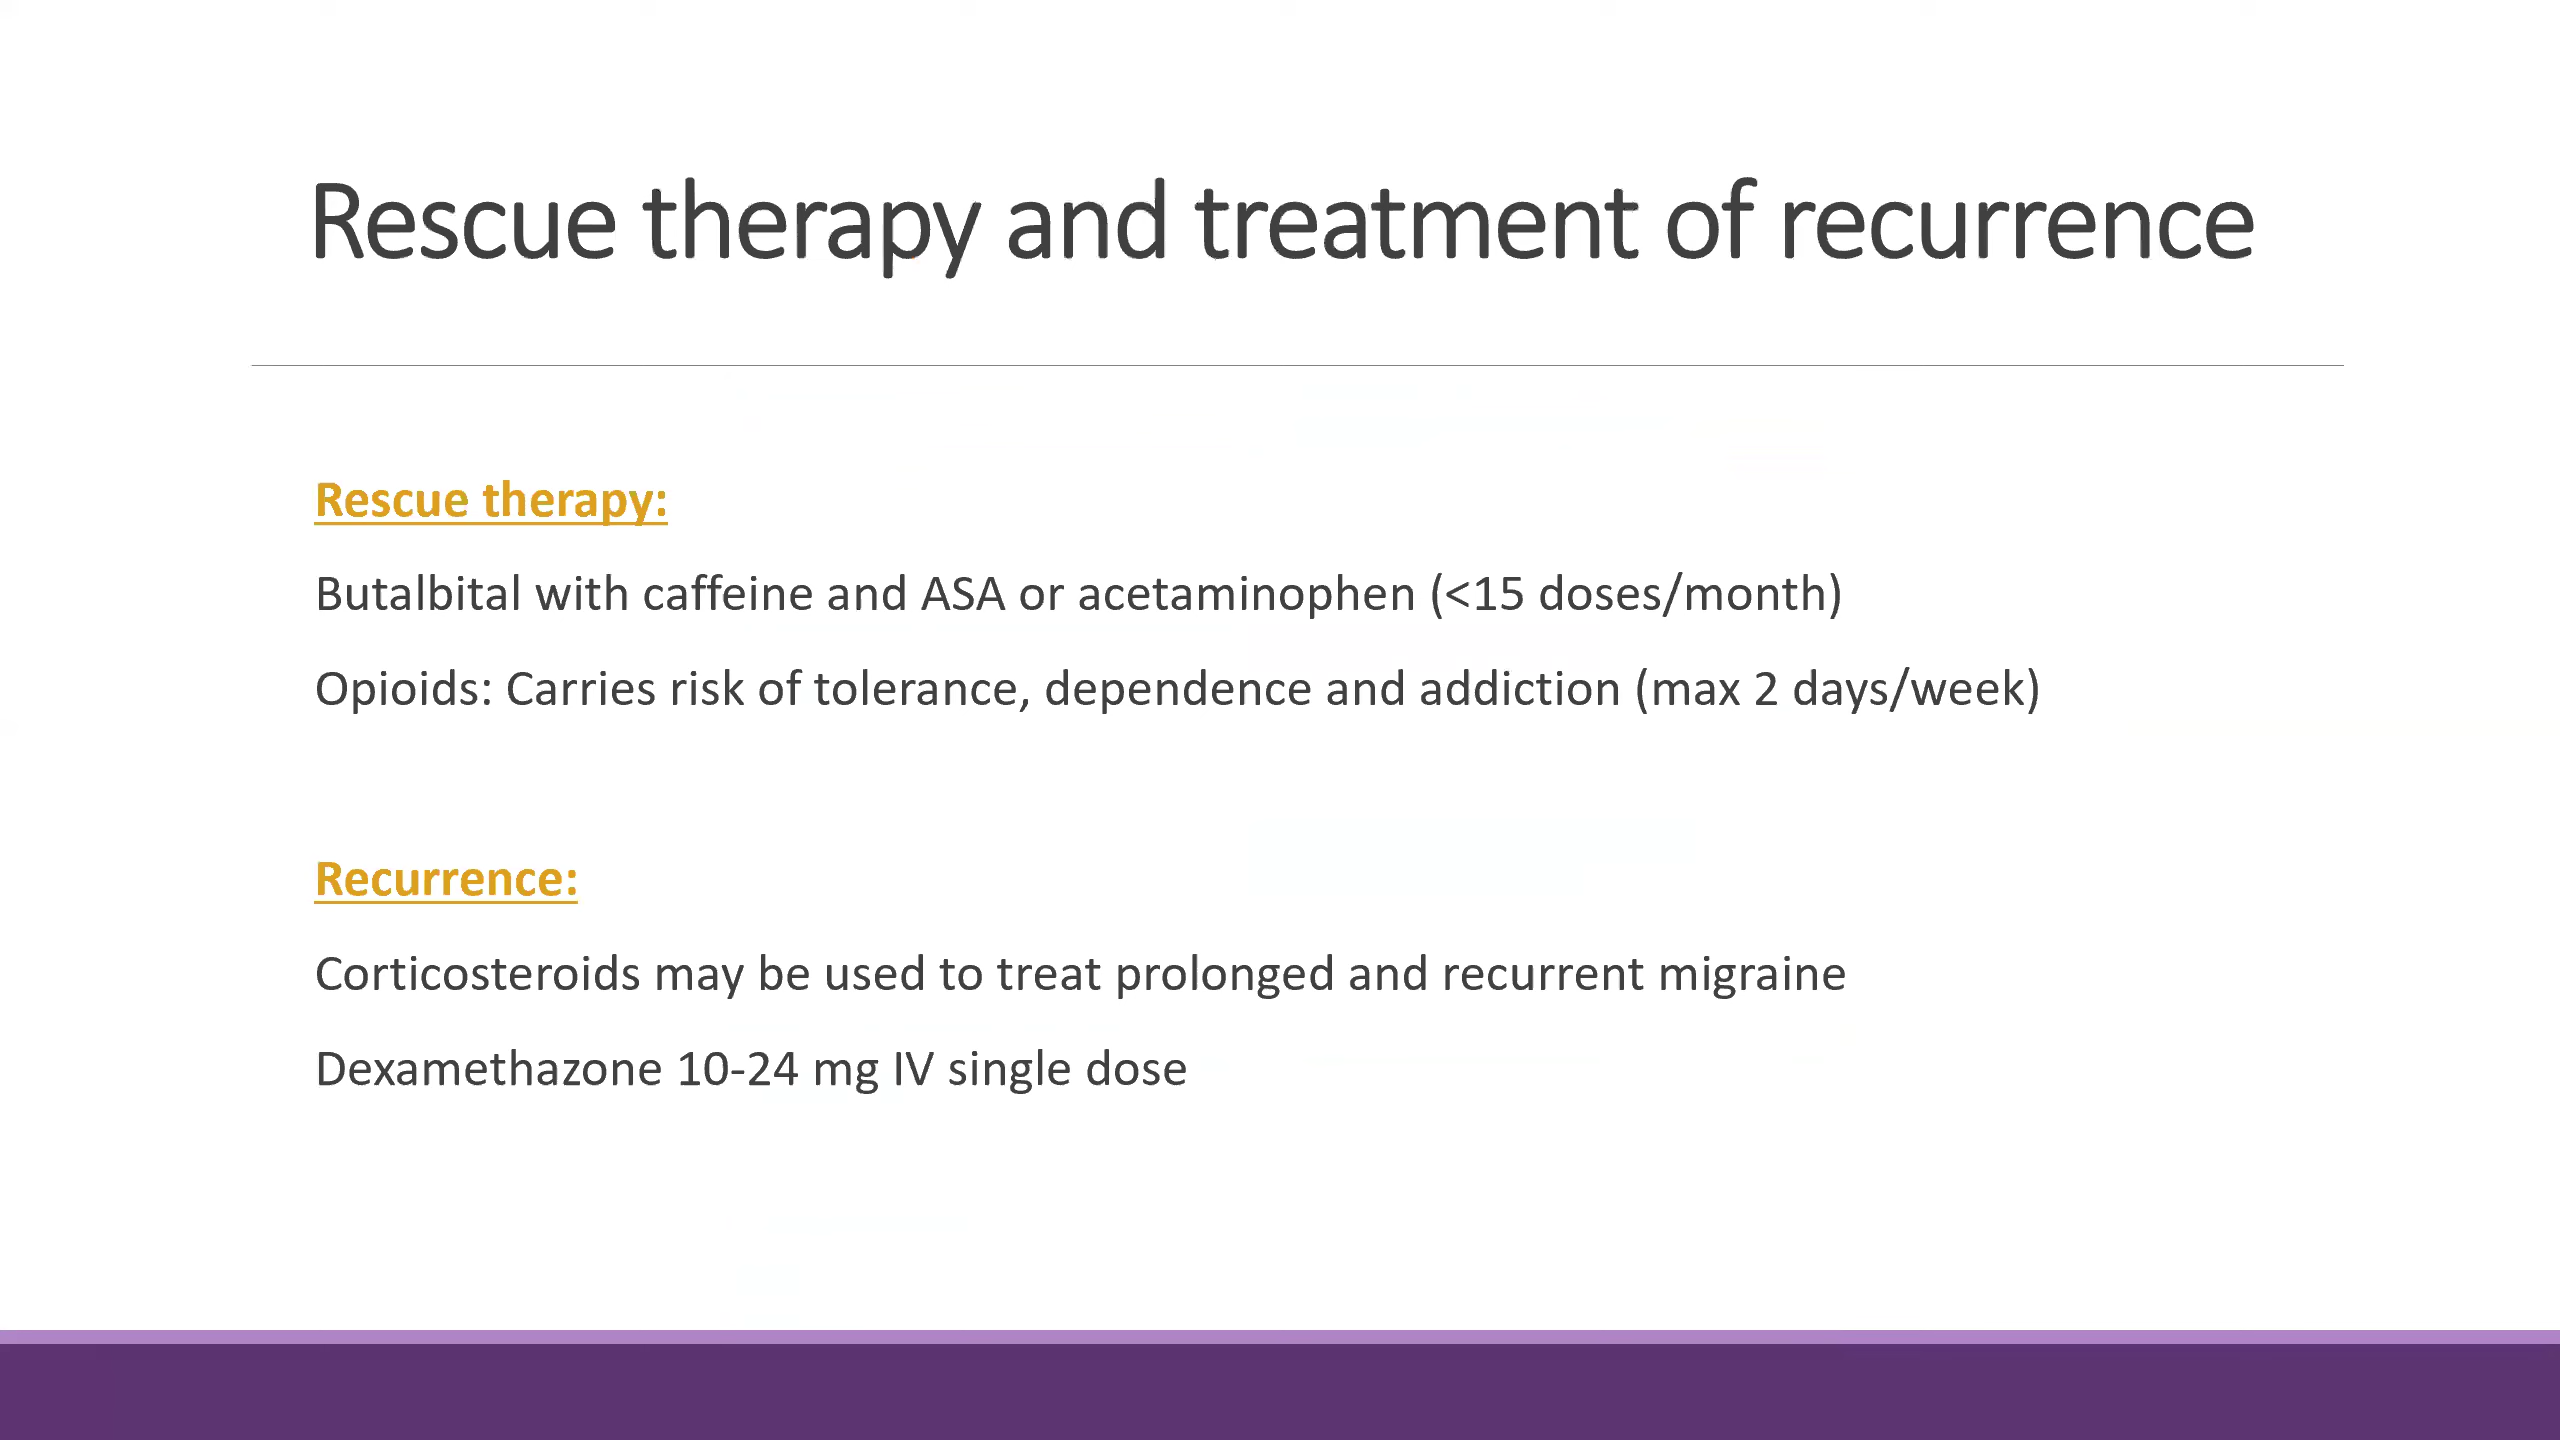 Rescue therapy and treatment of recurrence
Rescue therapy:
Butalbital with caffeine and ASA or acetaminophen (<15 doses/month)
Opioids: Carries risk of tolerance, dependence and addiction (max 2 days/week)
Recurrence:
Corticosteroids may be used to treat prolonged and recurrent migraine
Dexamethazone 10-24 mg IV single dose